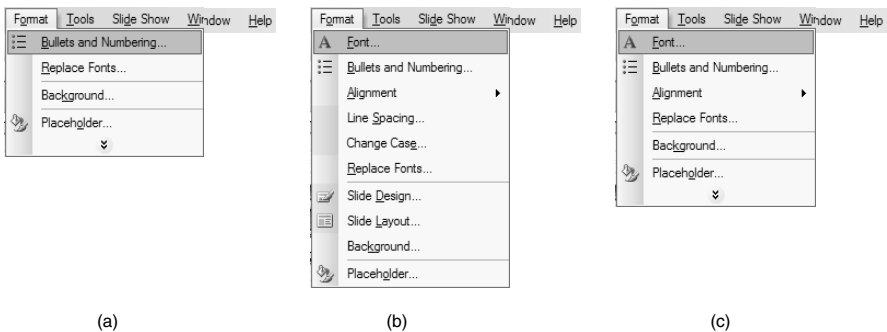 Format Tools Slide Show Window Help
Bullets and Numbering...
Replace Fonts...
Background...
Placeholder...
(a)
Format Tools Slide Show Window Help
Font...
Bullets and Numbering...
Alignment
Line Spacing...
Change Case...
Replace Fonts...
Slide Design...
Slide Layout...
Background...
Placeholder...
(b)
Format Tools Slide Show Window Help
Font...
Bullets and Numbering...
Alignment
Replace Fonts...
Background...
Placeholder...
(c)